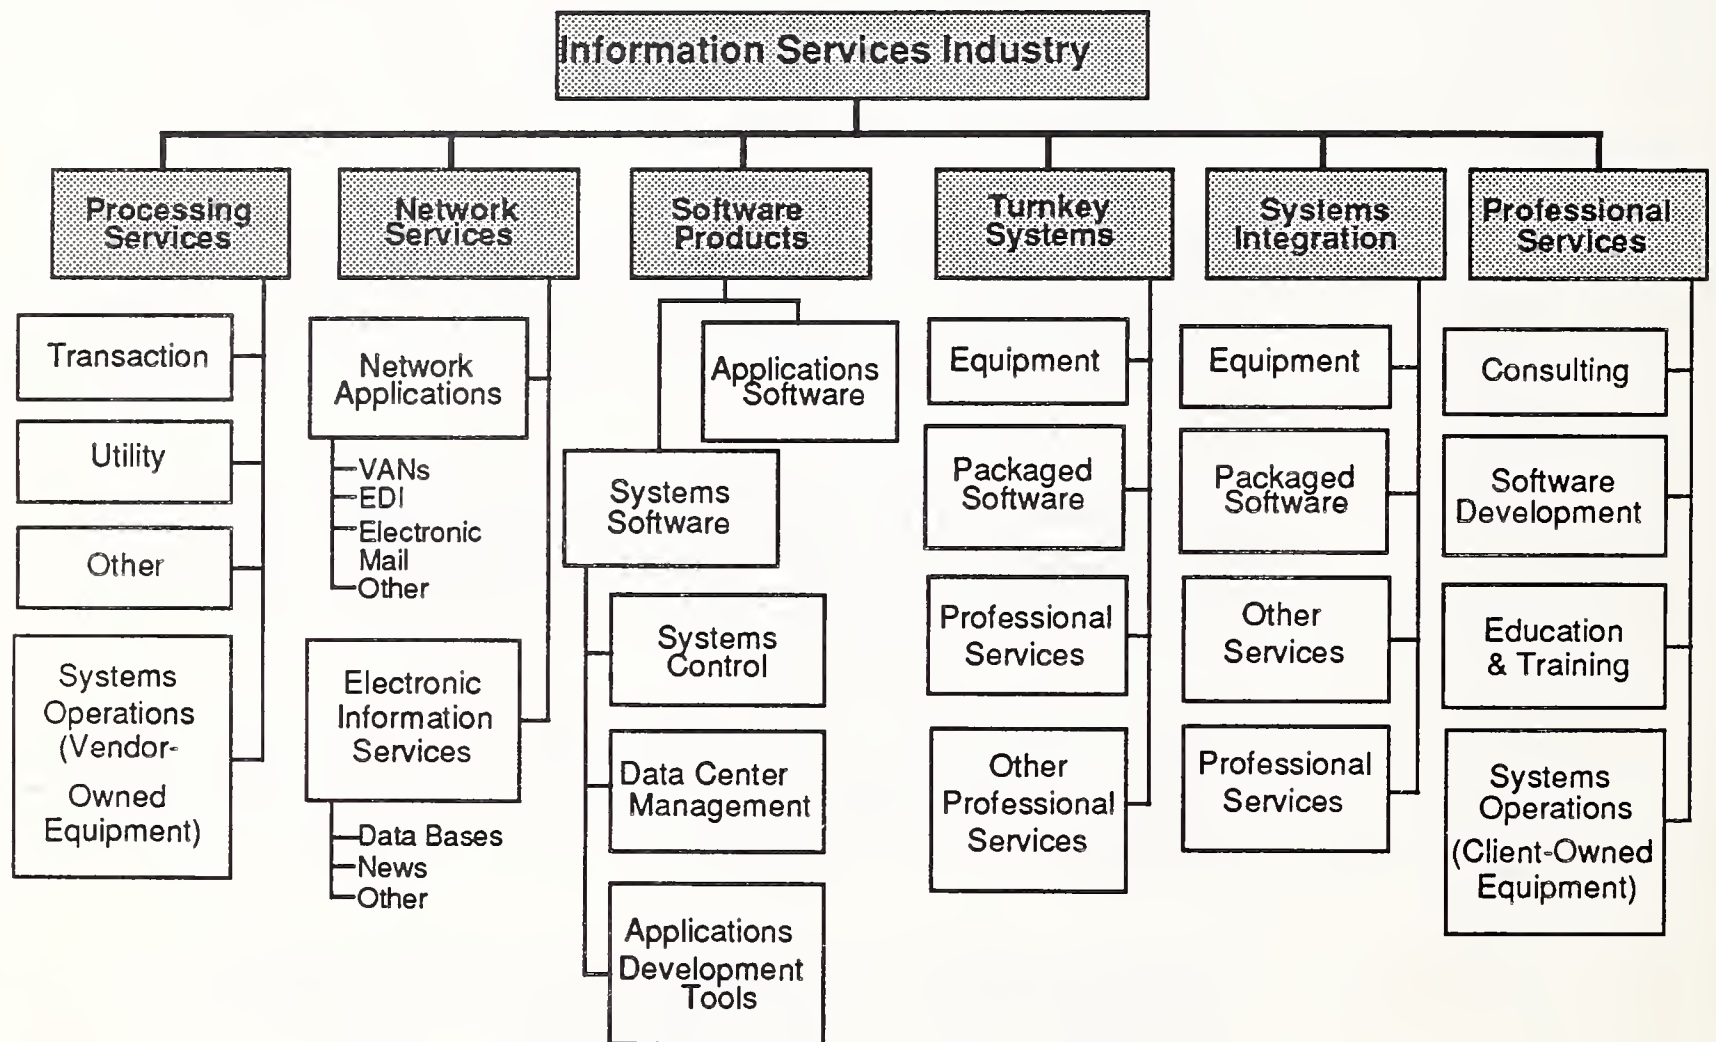 Information Services Industry
Processing
Services
Network
Services
Software
Products
Turnkey
Systems
Systems
Integration
Professional
Services
Transaction
Utility
Other
Systems
Operations
(Vendor-
Owned
Equipment)
Network
Applications
VANs
EDI
Electronic
Mail
Other
Electronic
Information
Services
Data Bases
News
Other
Applications
Software
Systems
Software
Systems
Control
Data Center
Management
Applications
Development
Tools
Equipment
Packaged
Software
Professional
Services
Other
Professional
Services
Equipment
Packaged
Software
Other
Services
Professional
Services
Consulting
Software
Development
Education
& Training
Systems
Operations
(Client-Owned
Equipment)